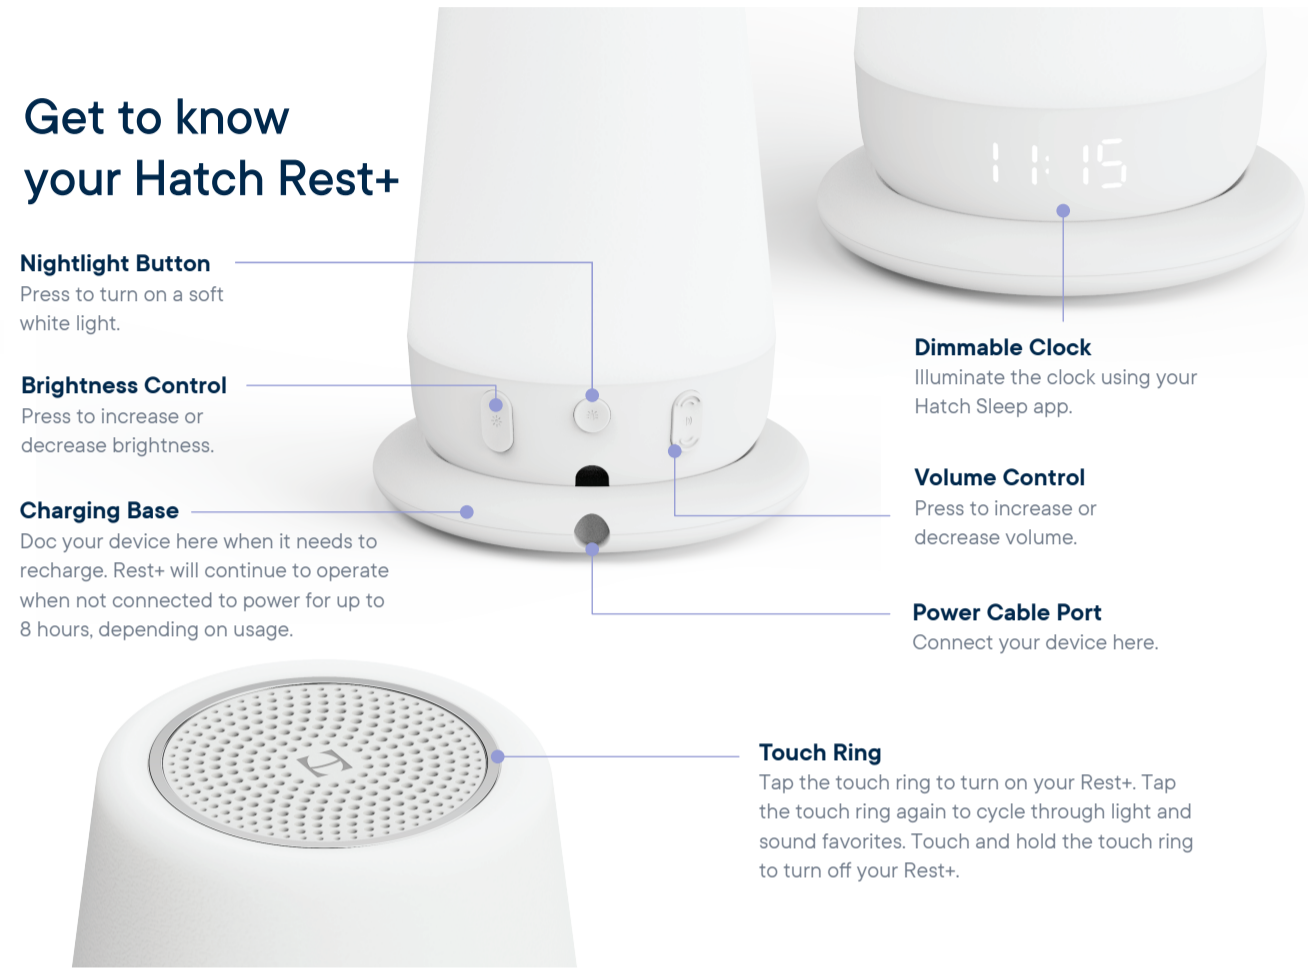 Get to know
your Hatch Rest+
Nightlight Button
Press to turn on a soft
white light.
Brightness Control
Press to increase or
decrease brightness.
Charging Base
Doc your device here when it needs to
recharge. Rest+ will continue to operate
when not connected to power for up to
8 hours, depending on usage.
11:15
Dimmable Clock
Illuminate the clock using your
Hatch Sleep app.
Volume Control
Press to increase or
decrease volume.
Power Cable Port
Connect your device here.
Touch Ring
Tap the touch ring to turn on your Rest+. Tap
the touch ring again to cycle through light and
sound favorites. Touch and hold the touch ring
to turn off your Rest+.